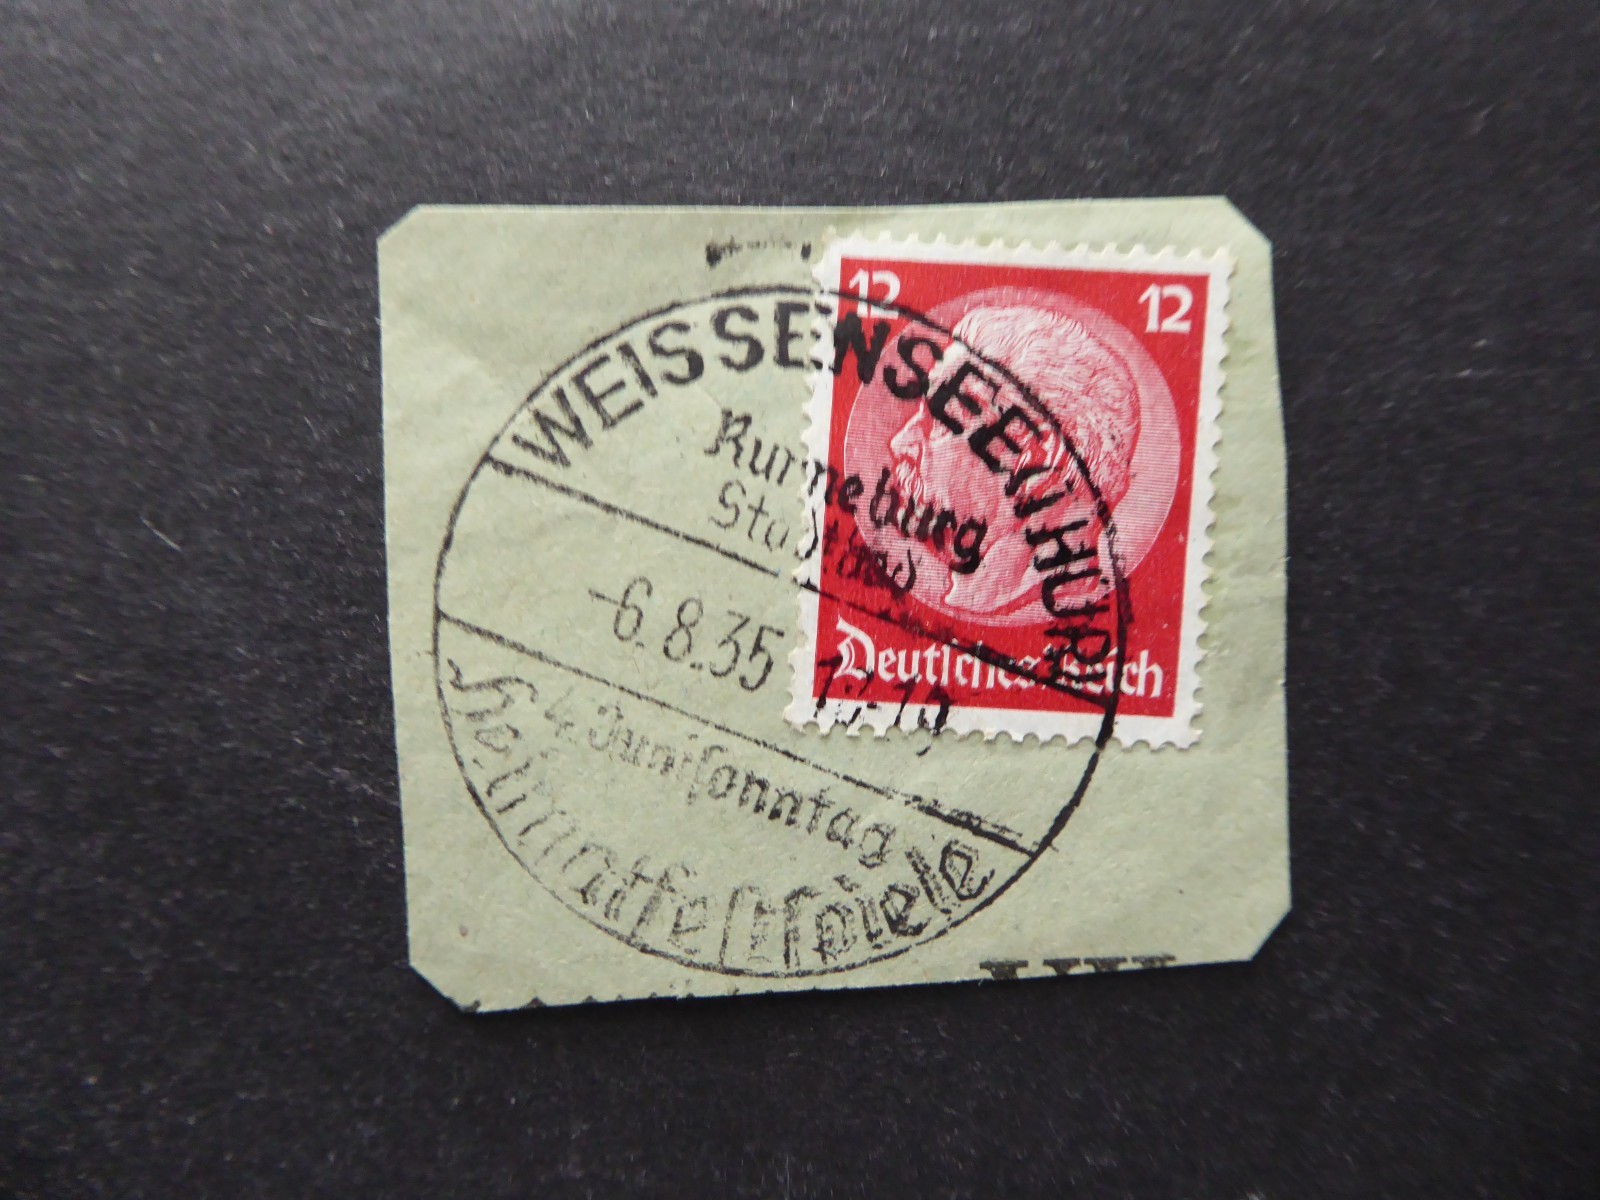 12 12
WEISSENSEE (THÜR)
Runneburg
Stadtbad
-6.8.35
Deutsches Reich
4. Junisonntag
Heimatfestspiele